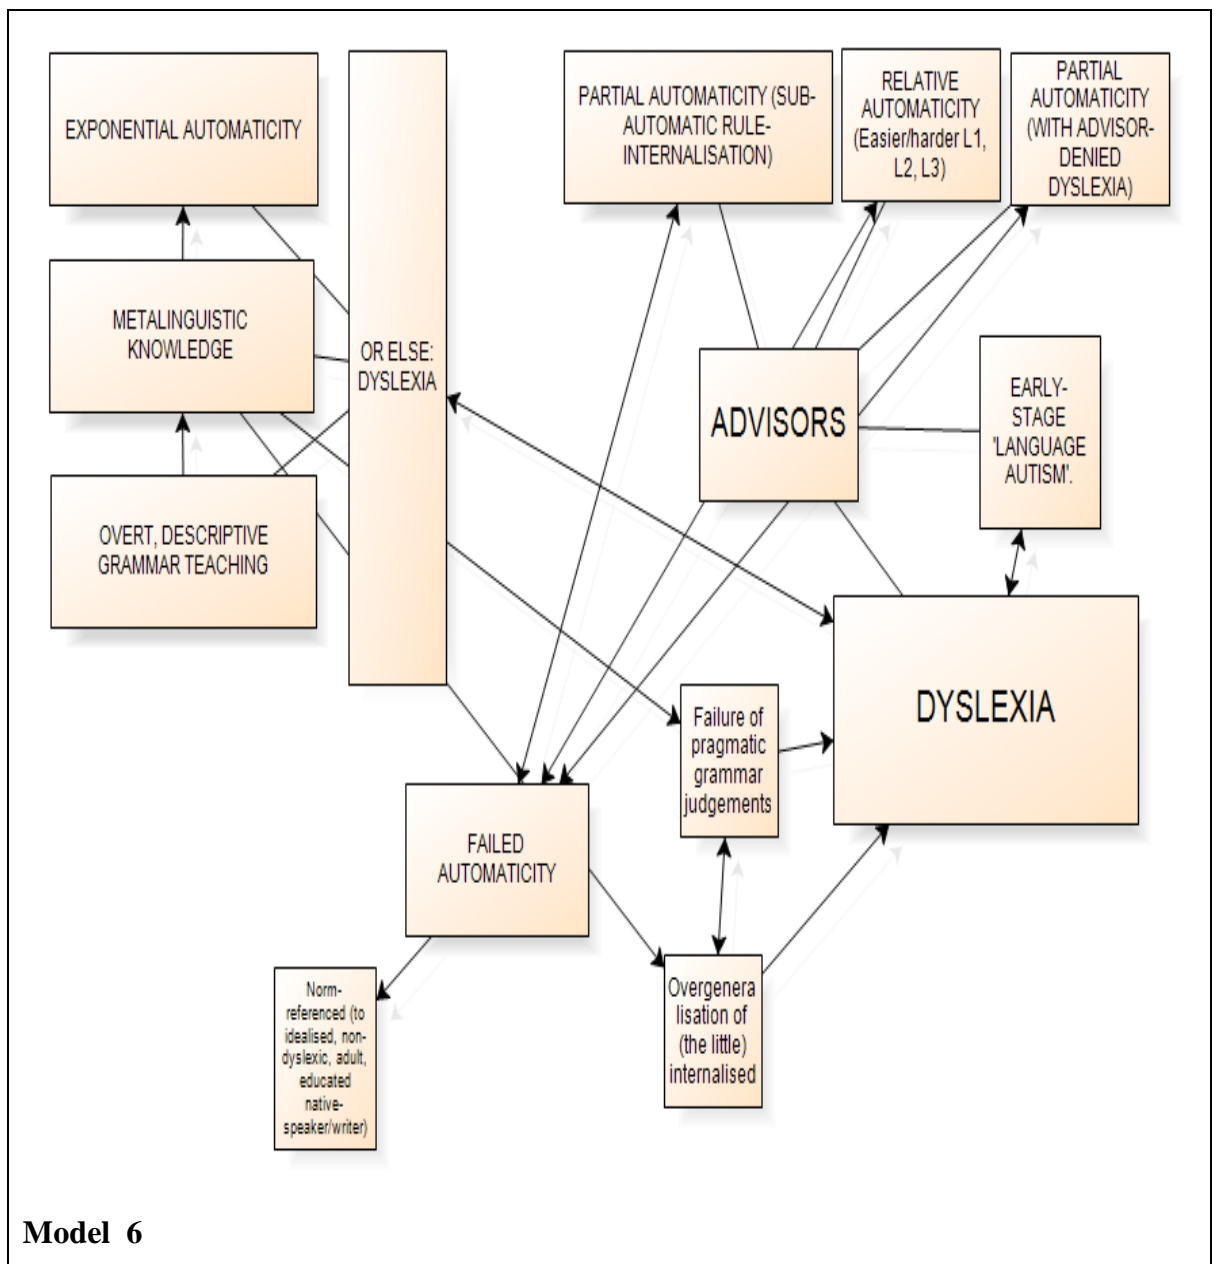 EXPONENTIAL AUTOMATICITY
METALINGUISTIC
KNOWLEDGE
OVERT, DESCRIPTIVE
GRAMMAR TEACHING
OR ELSE:
DYSLEXIA
PARTIAL AUTOMATICITY (SUB-
AUTOMATIC RULE-
INTERNALISATION)
RELATIVE
AUTOMATICITY
(Easier/harder L1,
L2, L3)
PARTIAL
AUTOMATICITY
(WITH ADVISOR-
DENIED
DYSLEXIA)
ADVISORS
EARLY-
STAGE
'LANGUAGE
AUTISM'.
DYSLEXIA
Failure of
pragmatic
grammar
judgements
FAILED
AUTOMATICITY
Overgenera
lisation of
(the little)
internalised
Norm-
referenced (to
idealised, non-
dyslexic, adult,
educated
native-
speaker/writer)
Model 6